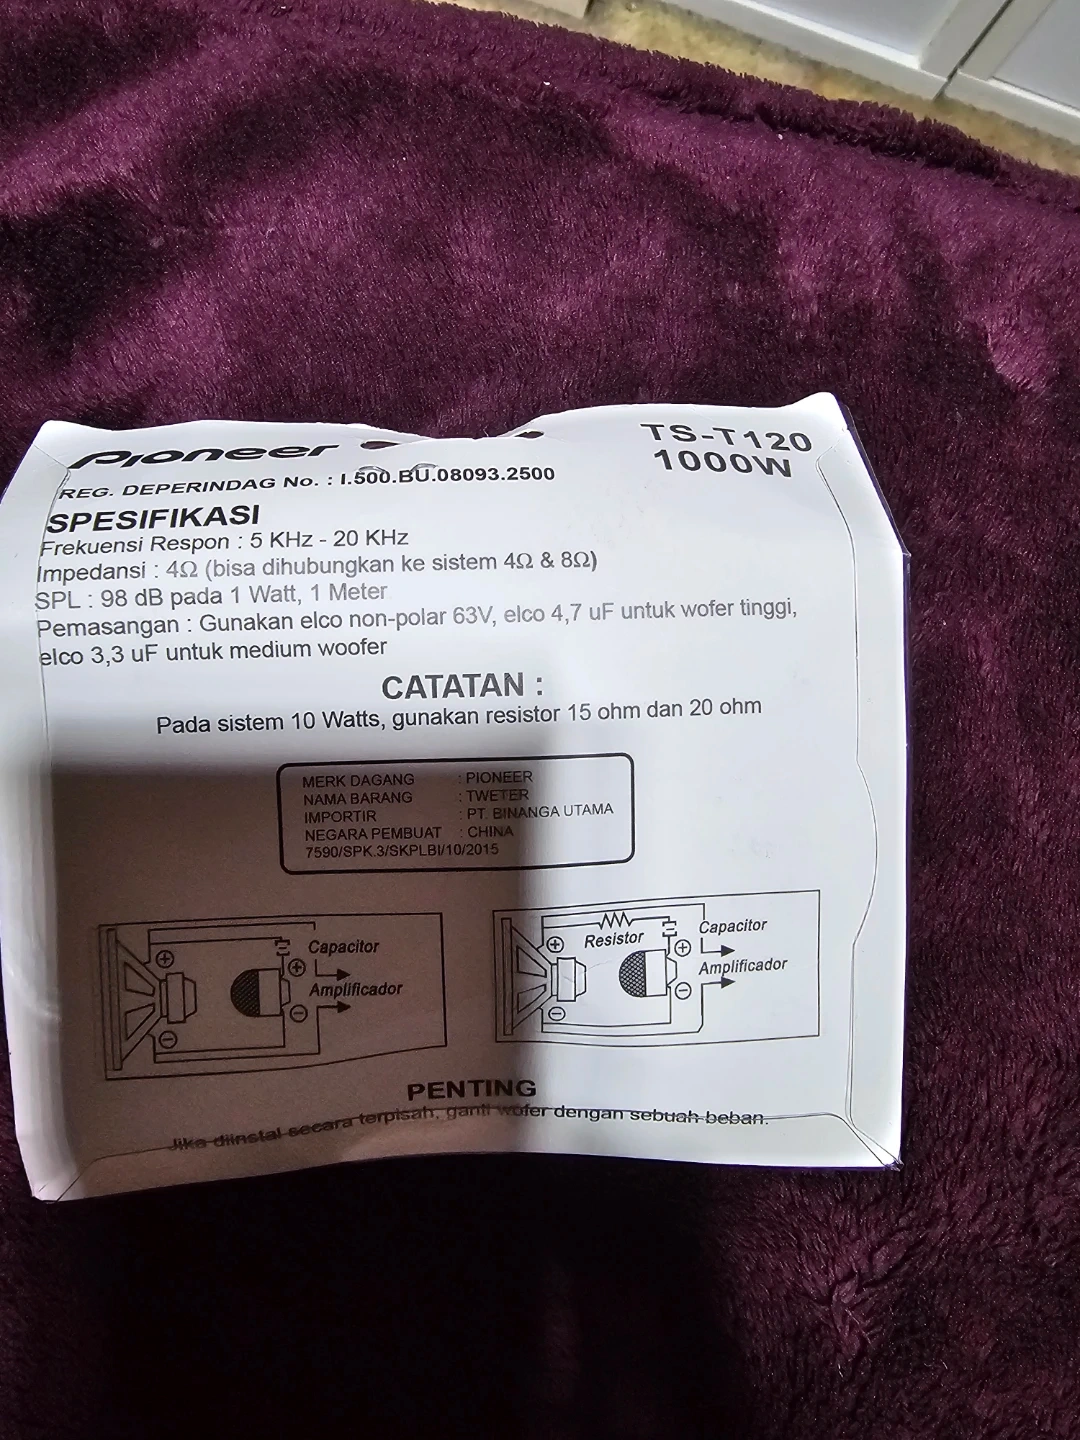 Pioneer
TS-T120
1000W
REG. DEPERINDAG No. : I.500.BU.08093.2500
SPESIFIKASI
Frekuensi Respon : 5 KHz - 20 KHz
Impedansi : 4Ω (bisa dihubungkan ke sistem 4Ω & 8Ω)
SPL : 98 dB pada 1 Watt, 1 Meter
Pemasangan : Gunakan elco non-polar 63V, elco 4,7 uF untuk wofer tinggi,
elco 3,3 uF untuk medium woofer
CATATAN :
Pada sistem 10 Watts, gunakan resistor 15 ohm dan 20 ohm
MERK DAGANG : PIONEER
NAMA BARANG : TWETER
IMPORTIR : PT. BINANGA UTAMA
NEGARA PEMBUAT : CHINA
7590/SPK.3/SKPLBI/10/2015
Capacitor
Amplificador
Resistor
Capacitor
Amplificador
PENTING
Jika diinstal secara terpisah, ganti wofer dengan sebuah beban.